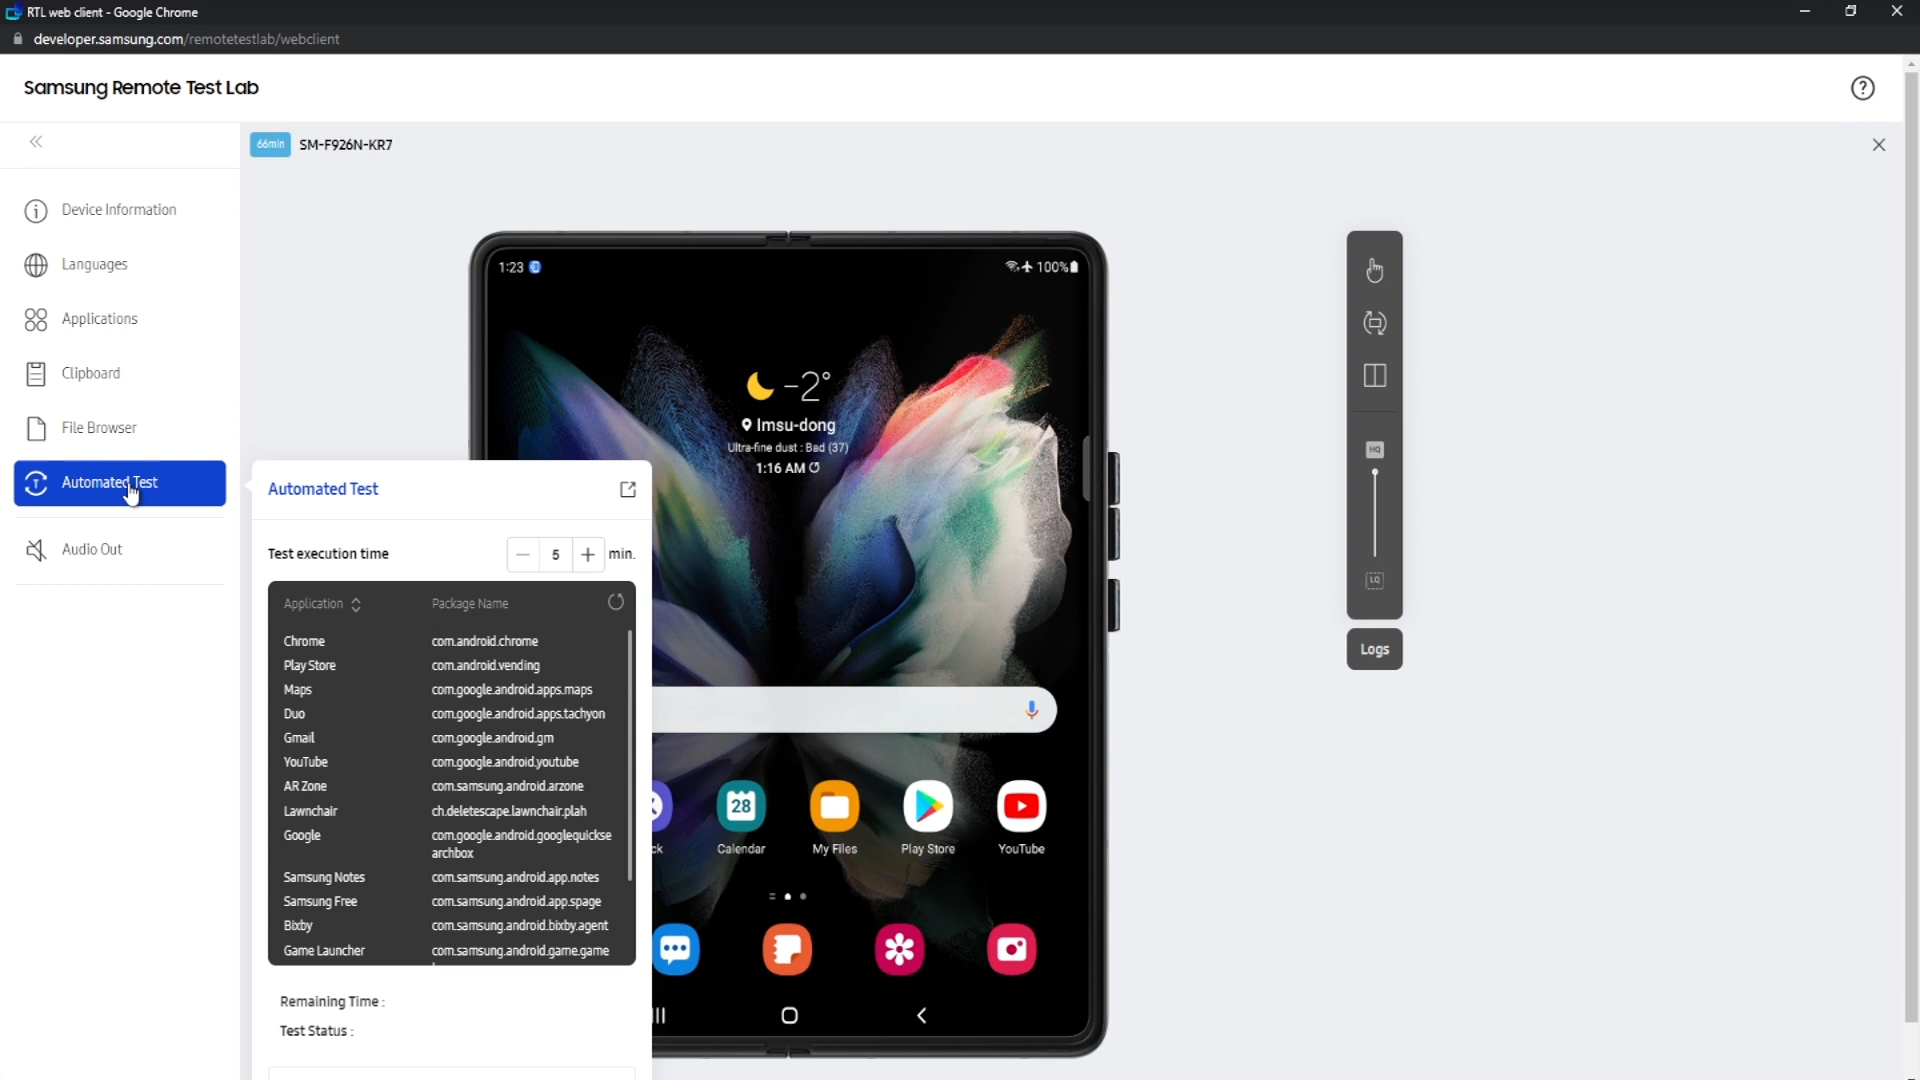 RTL web client - Google Chrome
developer.samsung.com/remotetestlab/webclient
Samsung Remote Test Lab
66min SM-F926N-KR7
Device Information
Languages
Applications
Clipboard
File Browser
Automated Test
Audio Out
Automated Test
Test execution time 5 min.
Application Package Name
Chrome com.android.chrome
Play Store com.android.vending
Maps com.google.android.apps.maps
Duo com.google.android.apps.tachyon
Gmail com.google.android.gm
YouTube com.google.android.youtube
AR Zone com.samsung.android.arzone
Lawnchair ch.deletescape.lawnchair.plah
Google com.google.android.googlequickse
archbox
Samsung Notes com.samsung.android.app.notes
Samsung Free com.samsung.android.app.spage
Bixby com.samsung.android.bixby.agent
Game Launcher com.samsung.android.game.game
Remaining Time :
Test Status :
1:23 100%
-2°
Imsu-dong
Ultra-fine dust : Bad (37)
1:16 AM
28
ck Calendar My Files Play Store YouTube
HQ
LQ
Logs